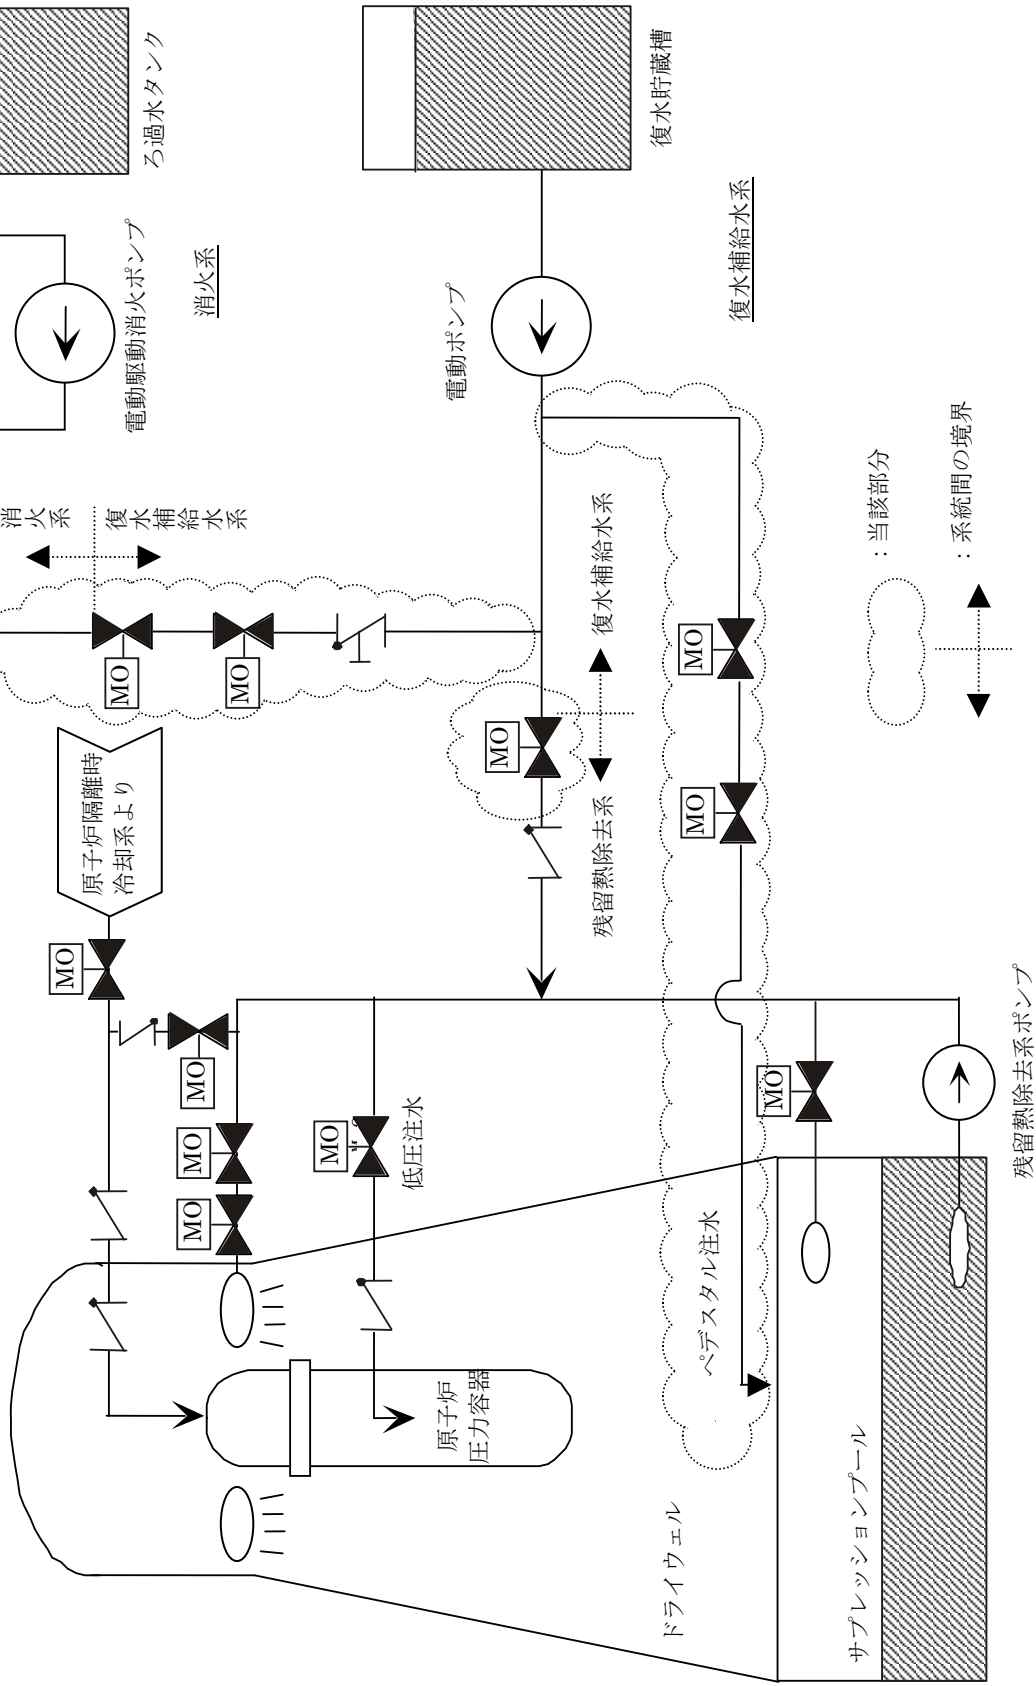 ろ過水タンク
電動駆動消火ポンプ
消火系
復水貯蔵槽
電動ポンプ
復水補給水系
消火系
復水補給水系
MO
MO
原子炉隔離時
冷却系より
MO
MO
MO
MO
MO
低圧注水
MO
復水補給水系
残留熱除去系
MO
MO
MO
残留熱除去系ポンプ
ペデスタル注水
原子炉
圧力容器
ドライウェル
サプレッションプール
：当該部分
：系統間の境界